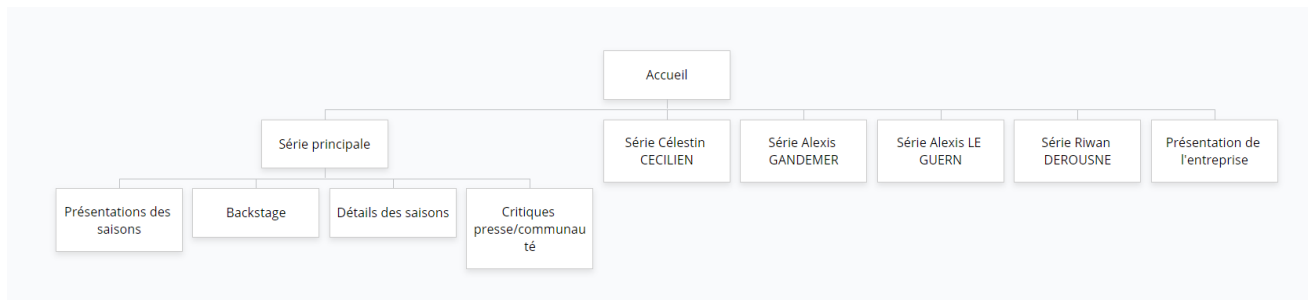 Accueil
Série principale
Série Célestin
CECILIEN
Série Alexis
GANDEMER
Série Alexis LE
GUERN
Série Riwan
DEROUSNE
Présentation de
l'entreprise
Présentations des
saisons
Backstage
Détails des saisons
Critiques
presse/communau
té